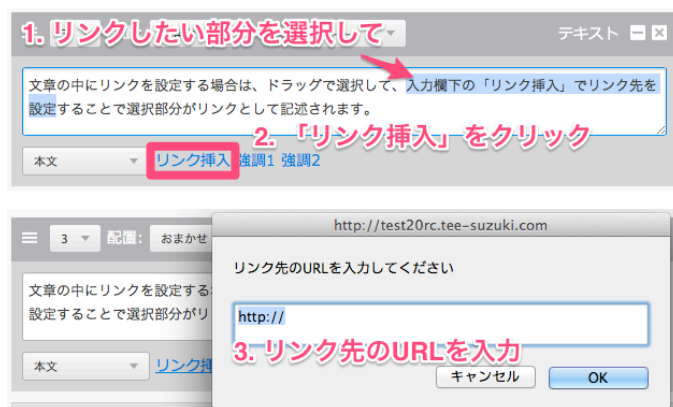 1. リンクしたい部分を選択して
テキスト
文章の中にリンクを設定する場合は、ドラッグで選択して、入力欄下の「リンク挿入」でリンク先を
設定することで選択部分がリンクとして記述されます。
2. 「リンク挿入」をクリック
本文 リンク挿入 強調1 強調2
3 配置: おまかせ
http://test20rc.tee-suzuki.com
リンク先のURLを入力してください
文章の中にリンクを設定する
設定することで選択部分がリ
http://
3. リンク先のURLを入力
本文 リンク挿
キャンセル OK